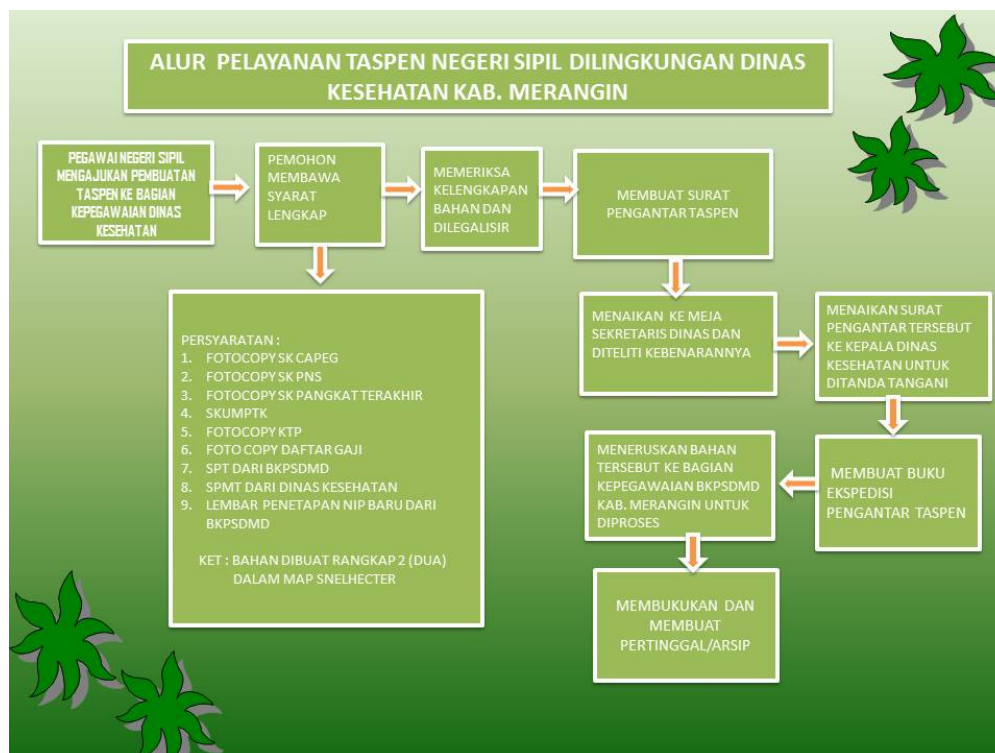 ALUR PELAYANAN TASPEN NEGERI SIPIL DILINGKUNGAN DINAS
KESEHATAN KAB. MERANGIN
PEGAWAI NEGERI SIPIL
MENGAJUKAN PEMBUATAN
TASPEN KE BAGIAN
KEPEGAWAIAN DINAS
KESEHATAN
PEMOHON
MEMBAWA
SYARAT
LENGKAP
MEMERIKSA
KELENGKAPAN
BAHAN DAN
DILEGALISIR
MEMBUAT SURAT
PENGANTAR TASPEN
PERSYARATAN :
1. FOTOCOPY SK CAPEG
2. FOTOCOPY SK PNS
3. FOTOCOPY SK PANGKAT TERAKHIR
4. SKUMPTK
5. FOTOCOPY KTP
6. FOTO COPY DAFTAR GAJI
7. SPT DARI BKPSDMD
8. SPMT DARI DINAS KESEHATAN
9. LEMBAR PENETAPAN NIP BARU DARI
BKPSDMD
KET : BAHAN DIBUAT RANGKAP 2 (DUA)
DALAM MAP SNELHECTER
MENAIKAN KE MEJA
SEKRETARIS DINAS DAN
DITELITI KEBENARANNYA
MENAIKAN SURAT
PENGANTAR TERSEBUT
KE KEPALA DINAS
KESEHATAN UNTUK
DITANDA TANGANI
MEMBUAT BUKU
EKSPEDISI
PENGANTAR TASPEN
MENERUSKAN BAHAN
TERSEBUT KE BAGIAN
KEPEGAWAIAN BKPSDMD
KAB. MERANGIN UNTUK
DIPROSES
MEMBUKUKAN DAN
MEMBUAT
PERTINGGAL/ARSIP